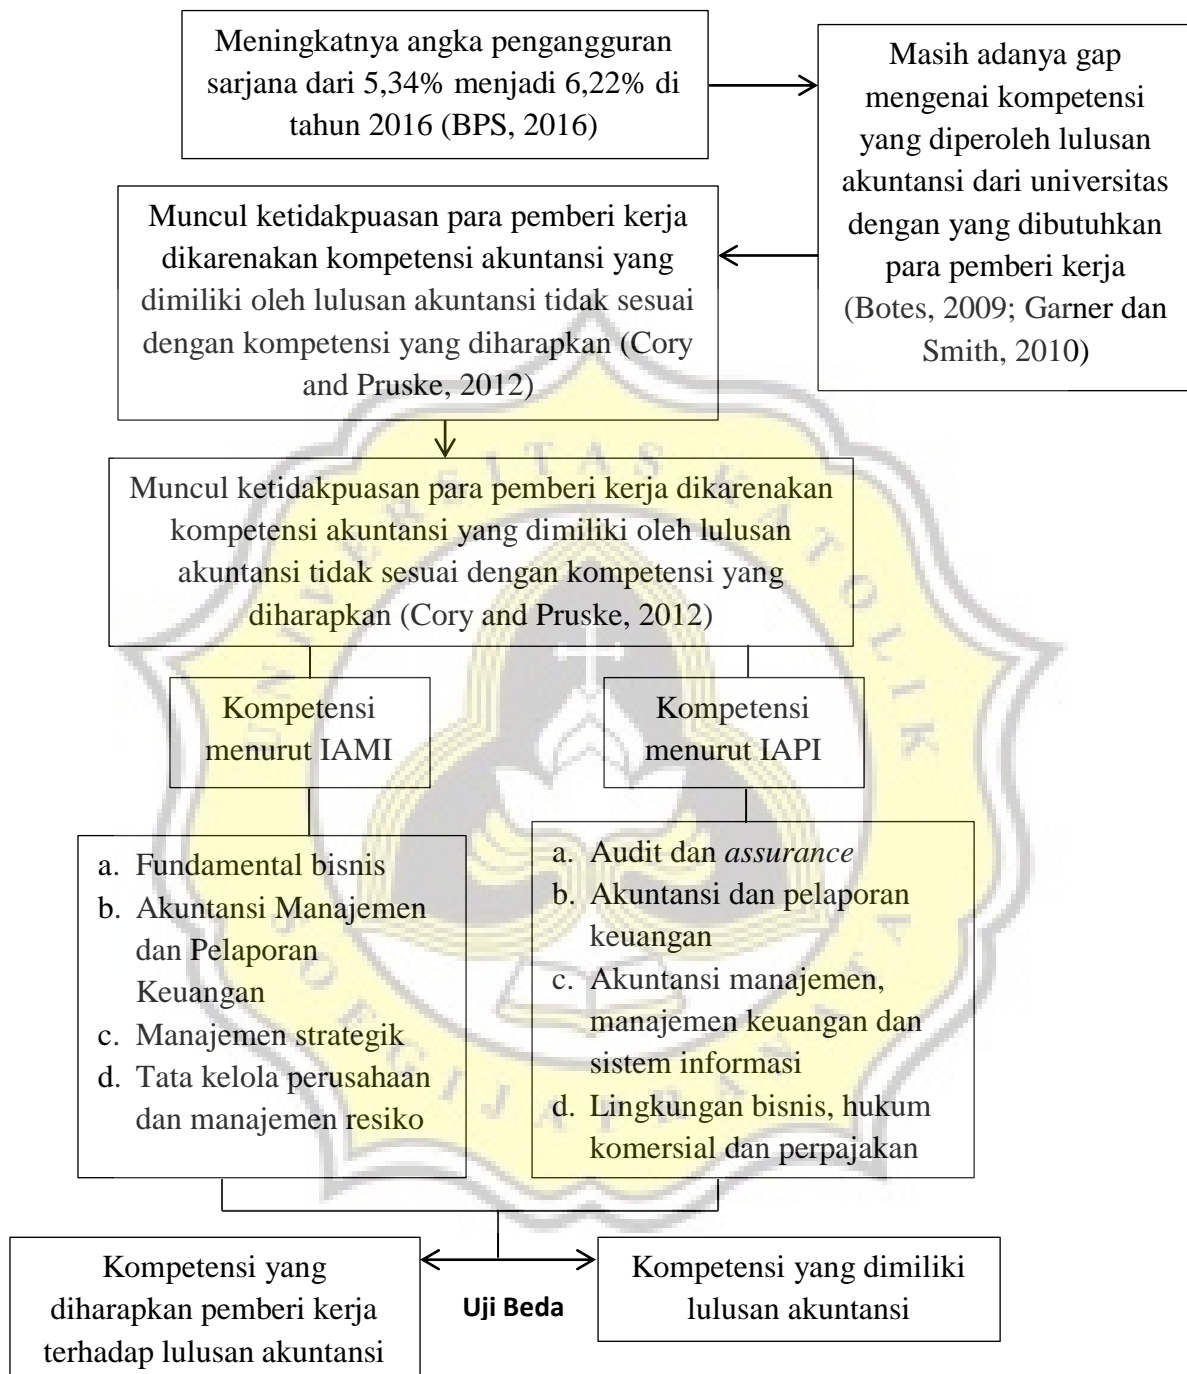 Meningkatnya angka pengangguran
sarjana dari 5,34% menjadi 6,22% di
tahun 2016 (BPS, 2016)
Masih adanya gap
mengenai kompetensi
yang diperoleh lulusan
akuntansi dari universitas
dengan yang dibutuhkan
para pemberi kerja
(Botes, 2009; Garner dan
Smith, 2010)
Muncul ketidakpuasan para pemberi kerja
dikarenakan kompetensi akuntansi yang
dimiliki oleh lulusan akuntansi tidak sesuai
dengan kompetensi yang diharapkan (Cory
and Pruske, 2012)
Muncul ketidakpuasan para pemberi kerja dikarenakan
kompetensi akuntansi yang dimiliki oleh lulusan
akuntansi tidak sesuai dengan kompetensi yang
diharapkan (Cory and Pruske, 2012)
Kompetensi
menurut IAMI
Kompetensi
menurut IAPI
a. Fundamental bisnis
b. Akuntansi Manajemen
dan Pelaporan
Keuangan
c. Manajemen strategik
d. Tata kelola perusahaan
dan manajemen resiko
a. Audit dan assurance
b. Akuntansi dan pelaporan
keuangan
c. Akuntansi manajemen,
manajemen keuangan dan
sistem informasi
d. Lingkungan bisnis, hukum
komersial dan perpajakan
Kompetensi yang
diharapkan pemberi kerja
terhadap lulusan akuntansi
Uji Beda
Kompetensi yang dimiliki
lulusan akuntansi
UNIVERSITAS KATOLIK
SOEGIJAPRANATA